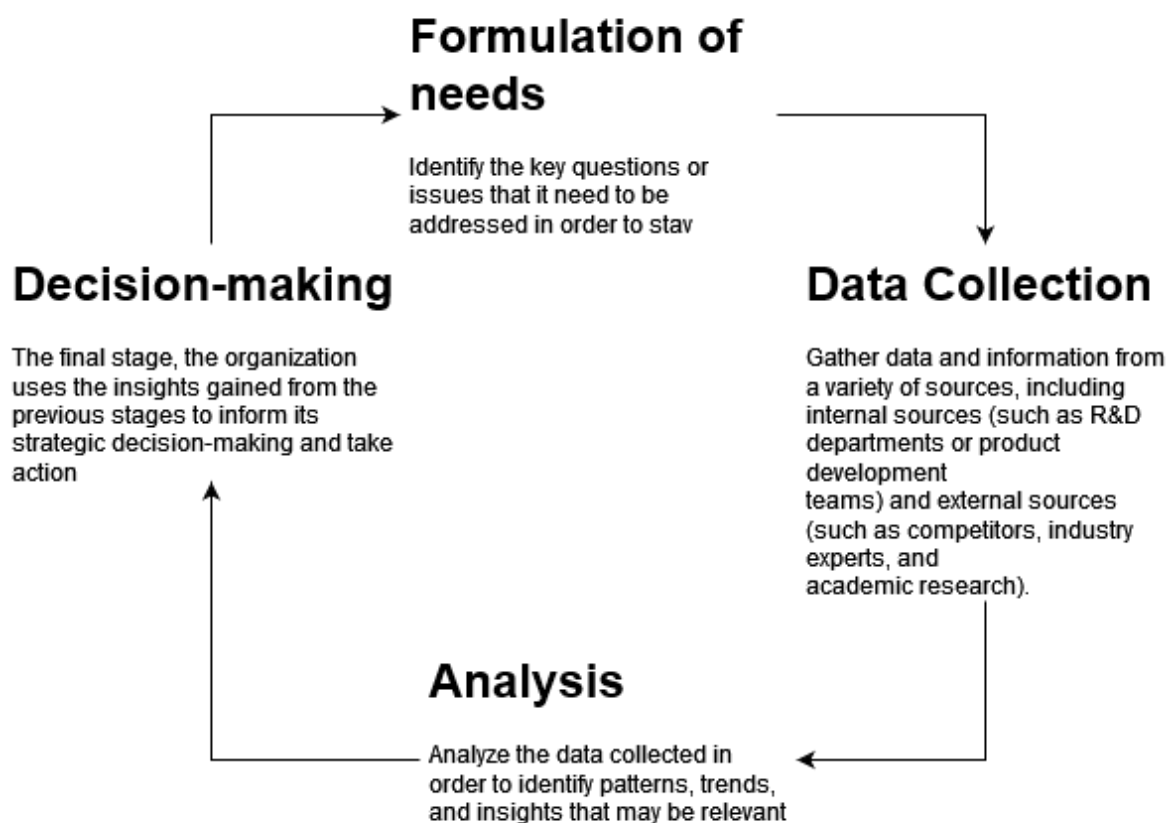 Formulation of
needs
Identify the key questions or
issues that it need to be
addressed in order to stav
Decision-making
The final stage, the organization
uses the insights gained from the
previous stages to inform its
strategic decision-making and take
action
Data Collection
Gather data and information from
a variety of sources, including
internal sources (such as R&D
departments or product
development
teams) and external sources
(such as competitors, industry
experts, and
academic research).
Analysis
Analyze the data collected in
order to identify patterns, trends,
and insights that may be relevant